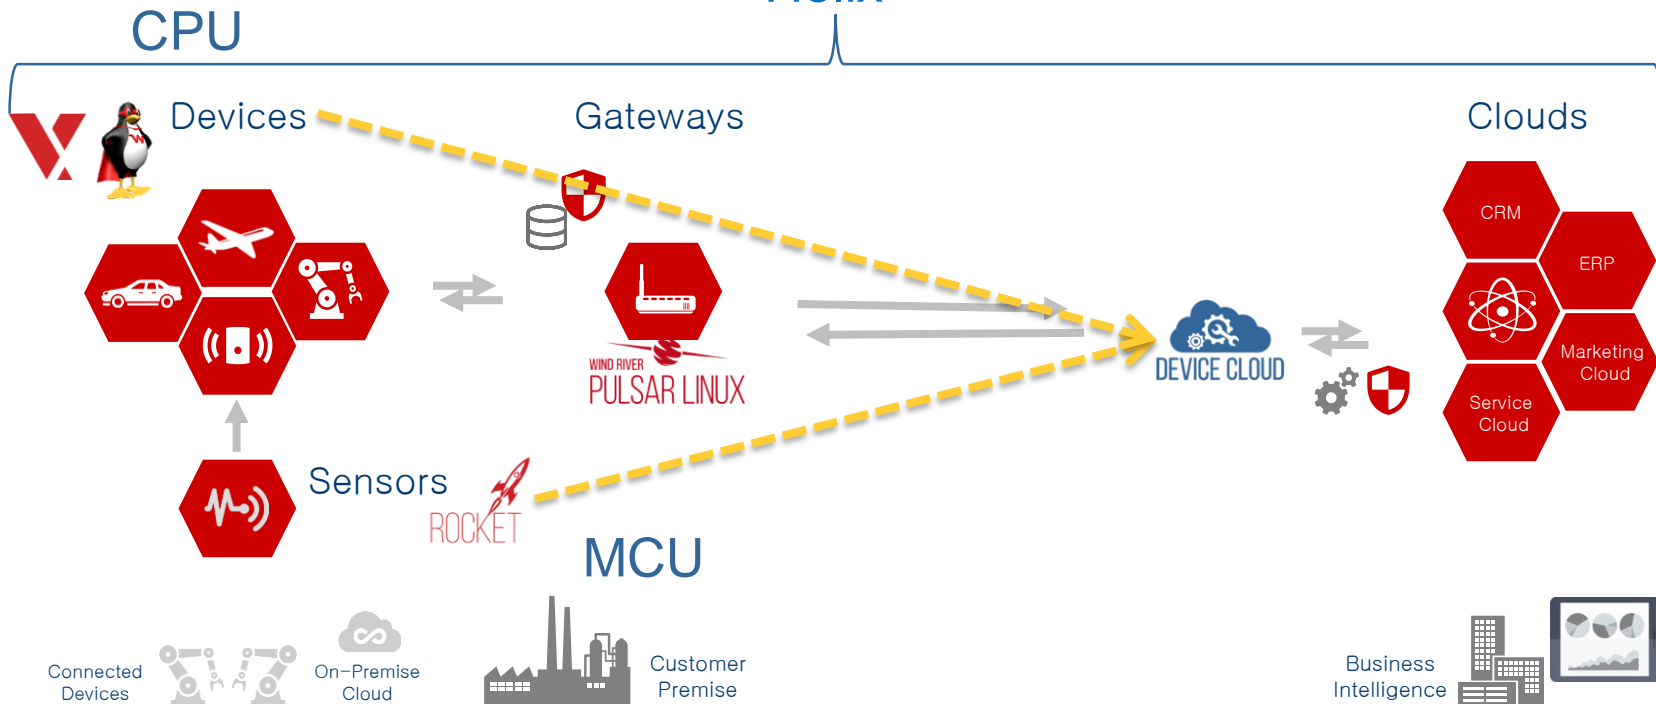 CPU
Devices
Gateways
Clouds
CRM
ERP
WIND RIVER
PULSAR LINUX
DEVICE CLOUD
Marketing
Cloud
Service
Cloud
Sensors
ROCKET
MCU
Connected
Devices
On-Premise
Cloud
Customer
Premise
Business
Intelligence